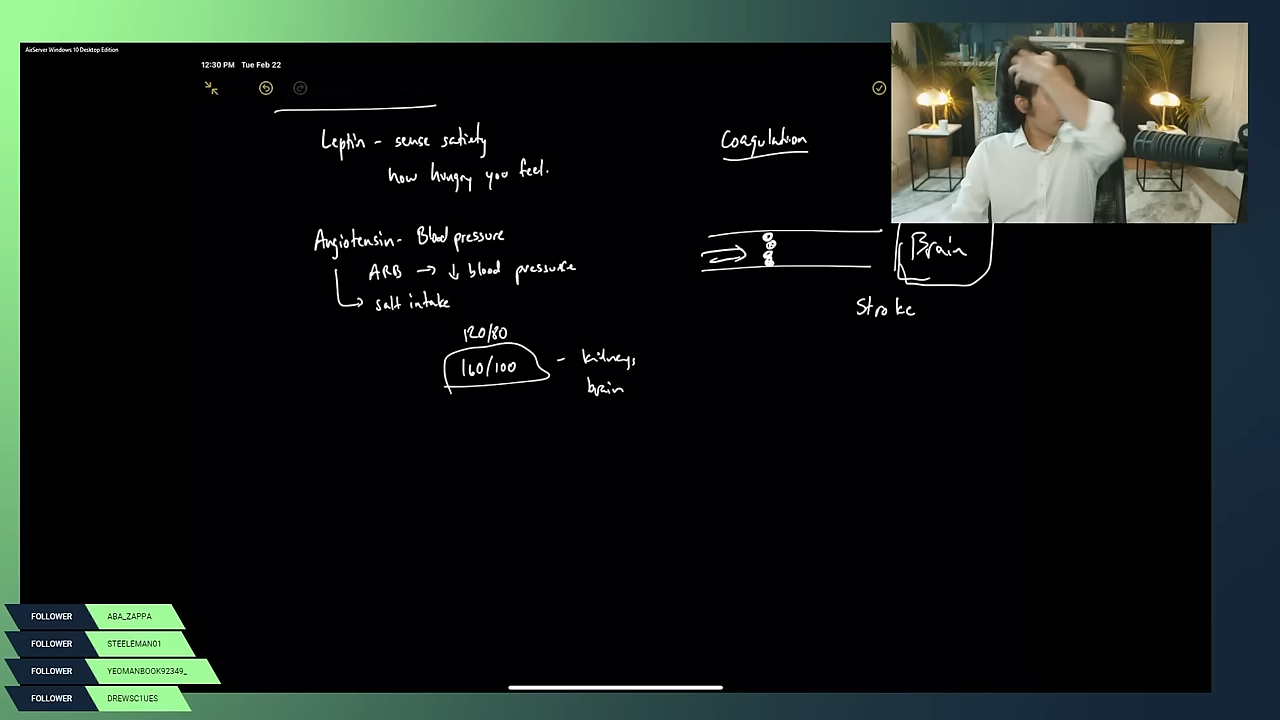 AirServer Windows 10 Desktop Edition
12:30 PM Tue Feb 22
Leptin - sense satiety
how hungry you feel.
Angiotensin - Blood pressure
ARB → ↓ blood pressure
→ salt intake
120/80
160/100 - kidneys
brain
Coagulation
Brain
Stroke
FOLLOWER ABA_ZAPPA
FOLLOWER STEELEMAN01
FOLLOWER YEOMANBOOK92349_
FOLLOWER DREWSC1UES